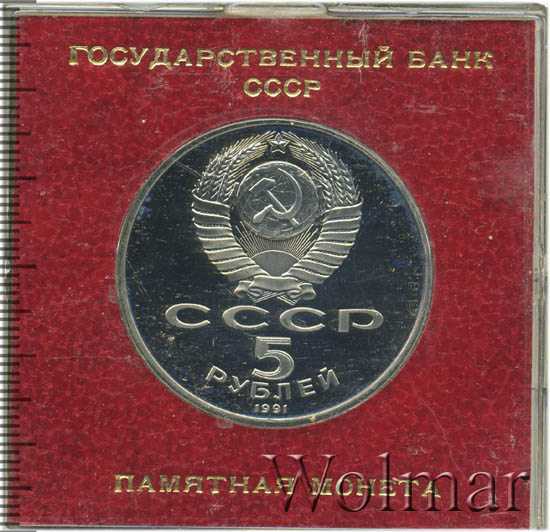 ГОСУДАРСТВЕННЫЙ БАНК
СССР
СССР
5
РУБЛЕЙ
1991
ПАМЯТНАЯ МОНЕТА
Wolmar